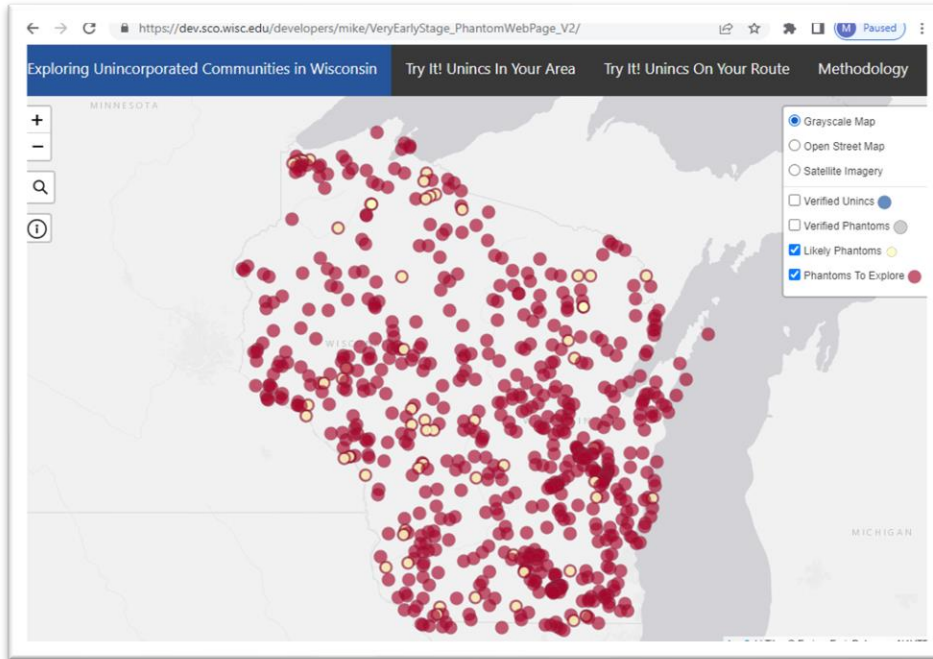 https://dev.sco.wisc.edu/developers/mike/VeryEarlyStage_PhantomWebPage_V2/
M Paused
Exploring Unincorporated Communities in Wisconsin Try It! Unincs In Your Area Try It! Unincs On Your Route Methodology
MINNESOTA
+
−
Grayscale Map
Open Street Map
Satellite Imagery
Verified Unincs
Verified Phantoms
Likely Phantoms
Phantoms To Explore
MICHIGAN